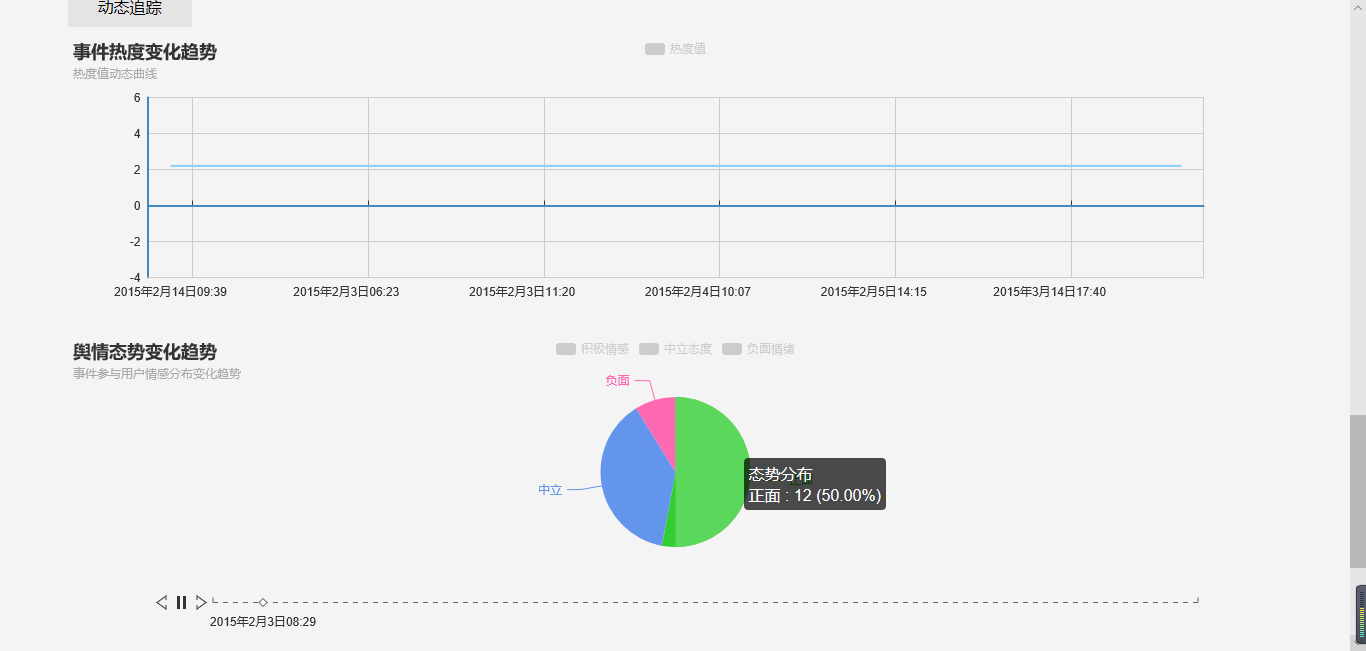 动态追踪
事件热度变化趋势
热度值
热度值动态曲线
6
4
2
0
-2
-4
2015年2月14日09:39
2015年2月3日06:23
2015年2月3日11:20
2015年2月4日10:07
2015年2月5日14:15
2015年3月14日17:40
舆情态势变化趋势
积极情感
中立态度
负面情绪
事件参与用户情感分布变化趋势
负面
中立
态势分布
正面 : 12 (50.00%)
2015年2月3日08:29